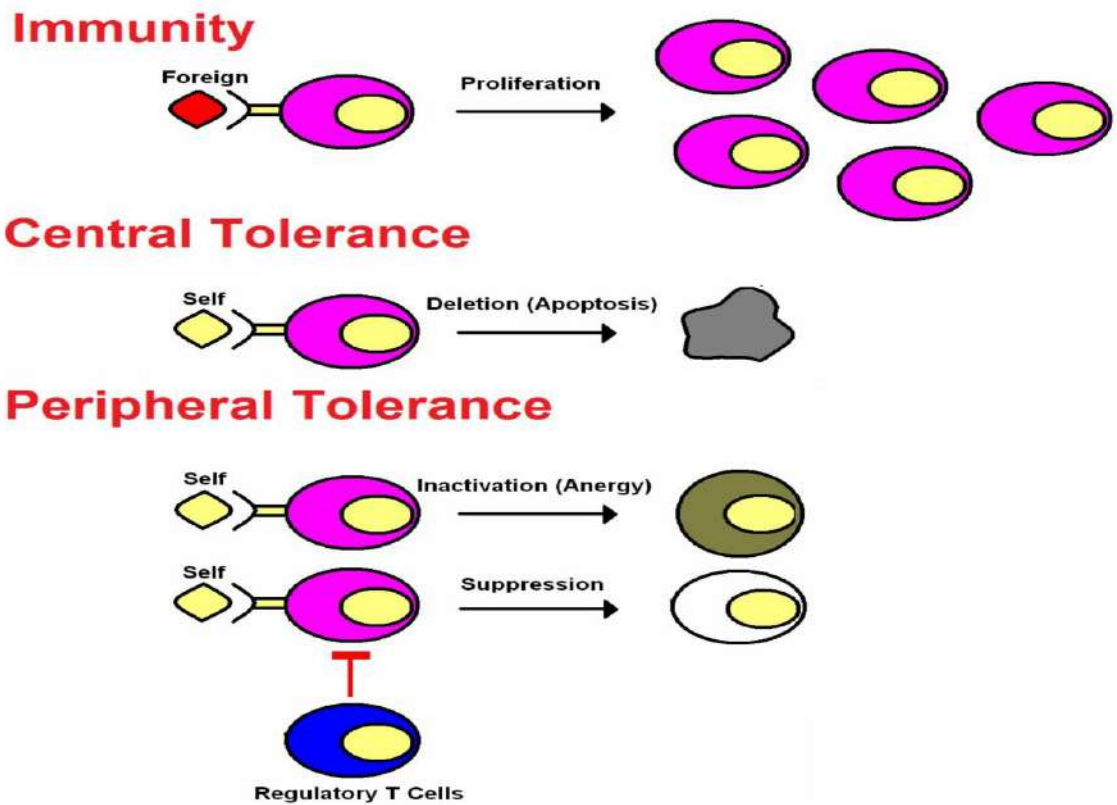 Immunity
Foreign
Proliferation
Central Tolerance
Self
Deletion (Apoptosis)
Peripheral Tolerance
Self
Inactivation (Anergy)
Self
Suppression
Regulatory T Cells